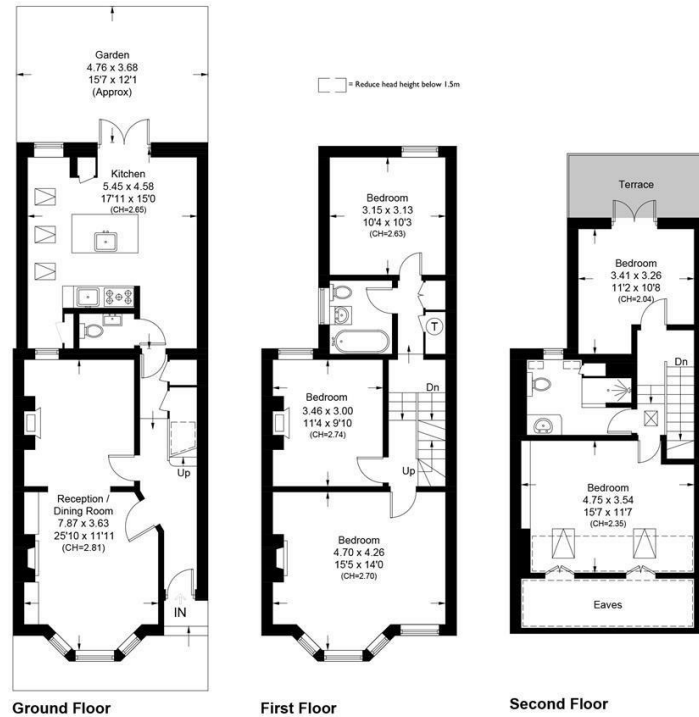 Garden
4.76 x 3.68
15'7 x 12'1
(Approx)
= Reduce head height below 1.5m
Kitchen
5.45 x 4.58
17'11 x 15'0
(CH=2.65)
Up
Reception /
Dining Room
7.87 x 3.63
25'10 x 11'11
(CH=2.81)
IN
Ground Floor
Bedroom
3.15 x 3.13
10'4 x 10'3
(CH=2.63)
T
Dn
Bedroom
3.46 x 3.00
11'4 x 9'10
(CH=2.74)
Up
Bedroom
4.70 x 4.26
15'5 x 14'0
(CH=2.70)
First Floor
Terrace
Bedroom
3.41 x 3.26
11'2 x 10'8
(CH=2.04)
Dn
Bedroom
4.75 x 3.54
15'7 x 11'7
(CH=2.35)
Eaves
Second Floor